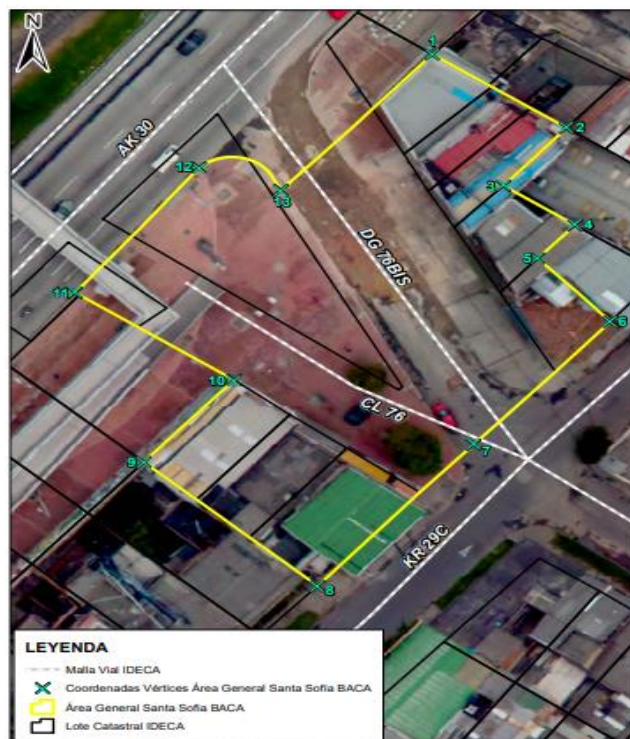 N
1
AK 30
2
12
3
13
4
DG 76BIS
5
11
6
10
CL 76
7
9
KR 29C
8
LEYENDA
Malla Vial IDECA
Coordenadas Vértices Área General Santa Sofía BACA
Área General Santa Sofía BACA
Lote Catastral IDECA